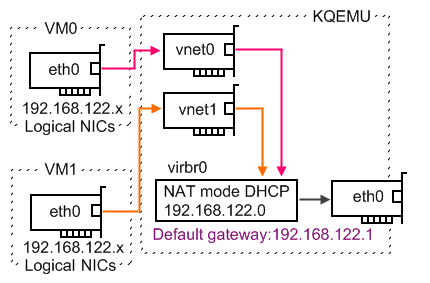 VM0
KQEMU
eth0
vnet0
192.168.122.x
Logical NICs
vnet1
VM1
virbr0
eth0
NAT mode DHCP
192.168.122.0
eth0
192.168.122.x
Logical NICs
Default gateway:192.168.122.1